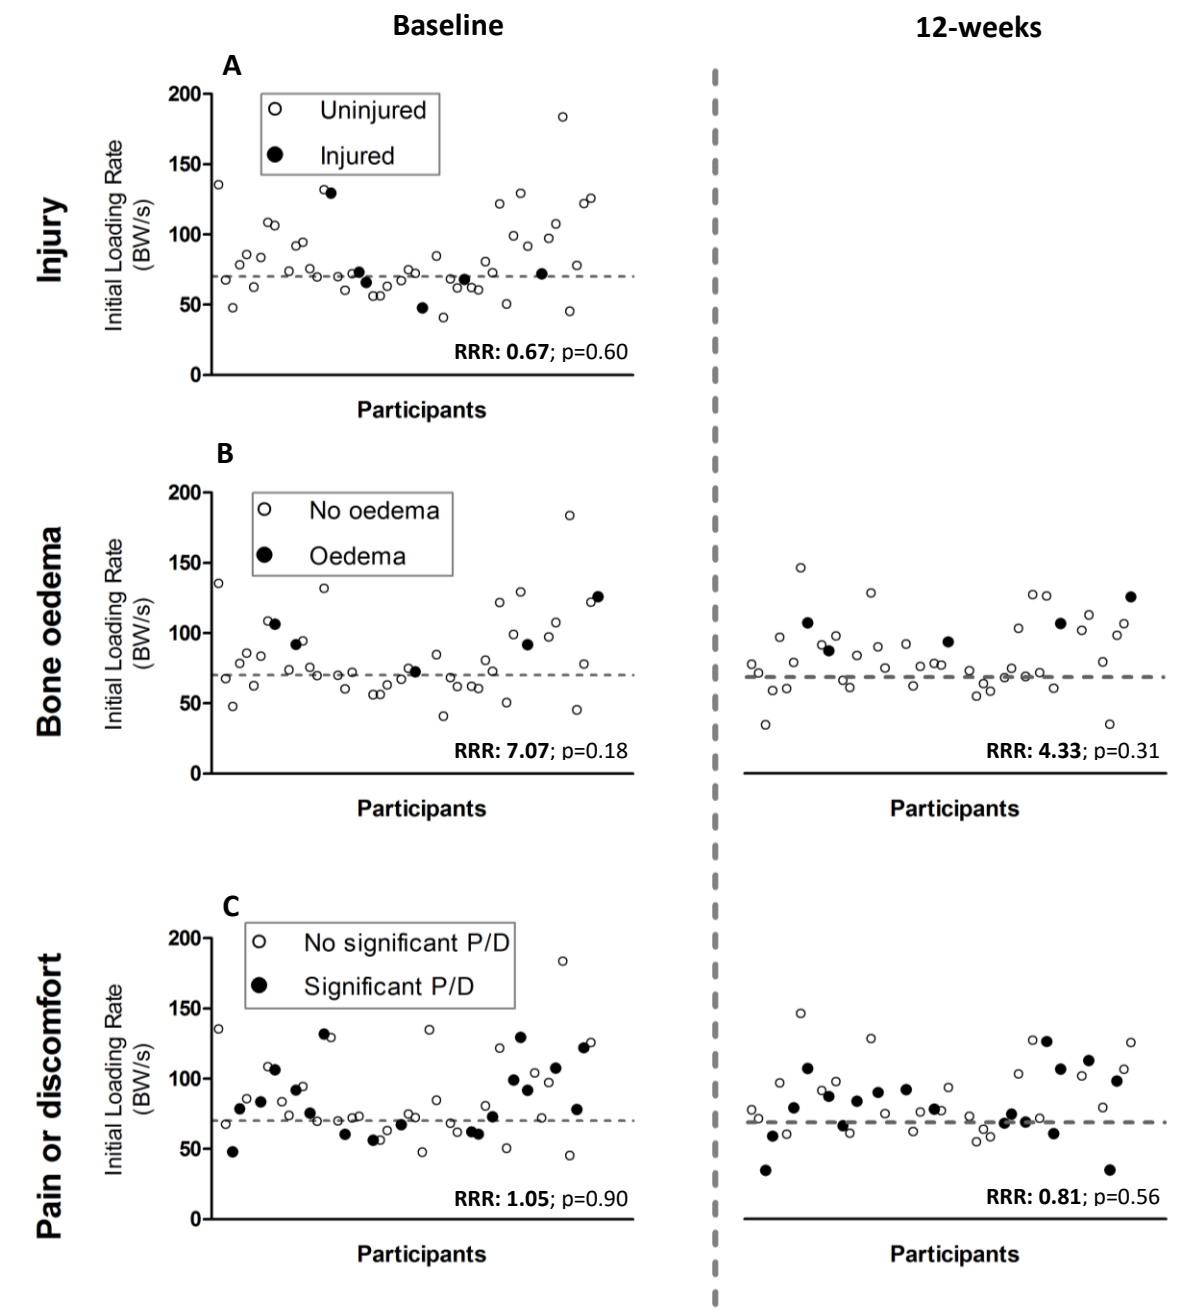 Baseline
12-weeks
A
Injury
Initial Loading Rate
(BW/s)
200
150
100
50
0
Uninjured
Injured
RRR: 0.67; p=0.60
Participants
B
Bone oedema
Initial Loading Rate
(BW/s)
200
150
100
50
0
No oedema
Oedema
RRR: 7.07; p=0.18
Participants
RRR: 4.33; p=0.31
Participants
C
Pain or discomfort
Initial Loading Rate
(BW/s)
200
150
100
50
0
No significant P/D
Significant P/D
RRR: 1.05; p=0.90
Participants
RRR: 0.81; p=0.56
Participants